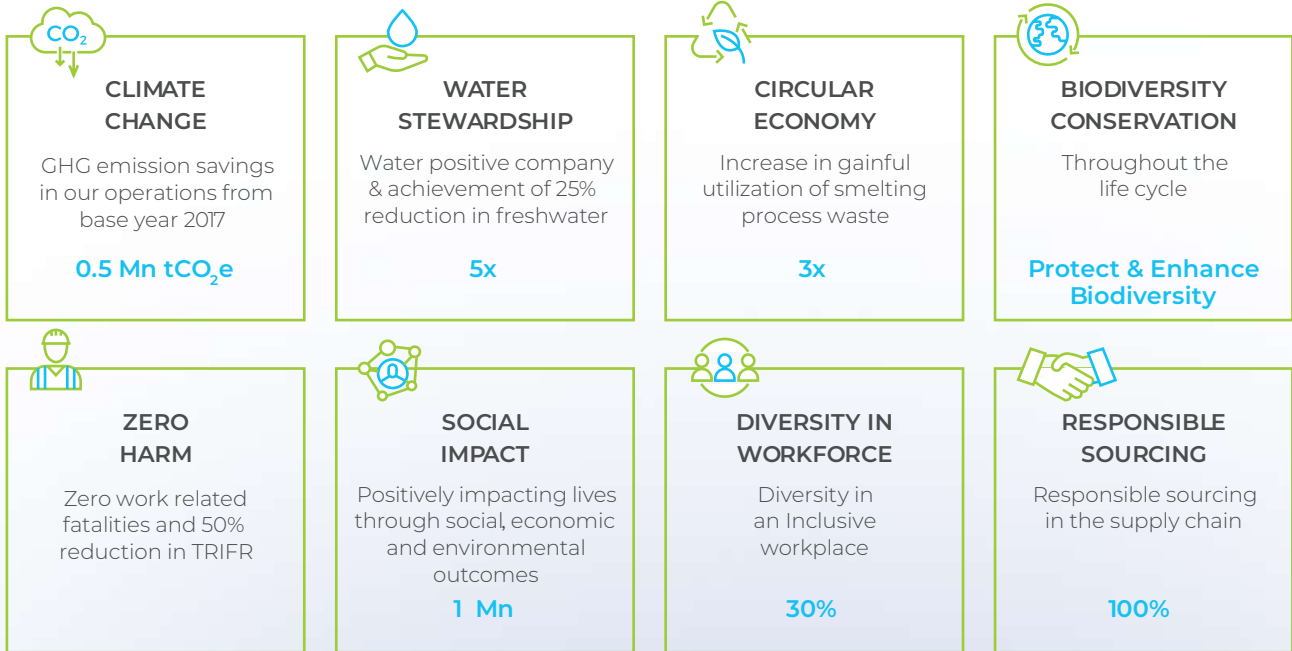 CO₂
CLIMATE
CHANGE
GHG emission savings
in our operations from
base year 2017
0.5 Mn tCO₂e
WATER
STEWARDSHIP
Water positive company
& achievement of 25%
reduction in freshwater
5x
CIRCULAR
ECONOMY
Increase in gainful
utilization of smelting
process waste
3x
BIODIVERSITY
CONSERVATION
Throughout the
life cycle
Protect & Enhance
Biodiversity
ZERO
HARM
Zero work related
fatalities and 50%
reduction in TRIFR
SOCIAL
IMPACT
Positively impacting lives
through social, economic
and environmental
outcomes
1 Mn
DIVERSITY IN
WORKFORCE
Diversity in
an Inclusive
workplace
30%
RESPONSIBLE
SOURCING
Responsible sourcing
in the supply chain
100%